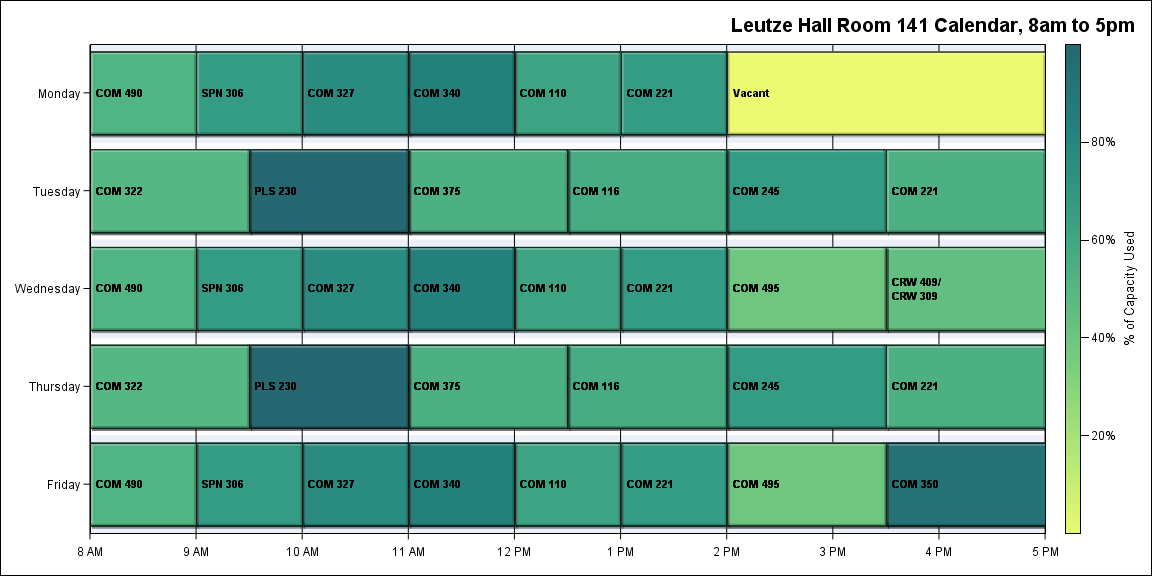 Leutze Hall Room 141 Calendar, 8am to 5pm
Monday
COM 490
SPN 306
COM 327
COM 340
COM 110
COM 221
Vacant
Tuesday
COM 322
PLS 230
COM 375
COM 116
COM 245
COM 221
Wednesday
COM 490
SPN 306
COM 327
COM 340
COM 110
COM 221
COM 495
CRW 409/
CRW 309
Thursday
COM 322
PLS 230
COM 375
COM 116
COM 245
COM 221
Friday
COM 490
SPN 306
COM 327
COM 340
COM 110
COM 221
COM 495
COM 350
8 AM
9 AM
10 AM
11 AM
12 PM
1 PM
2 PM
3 PM
4 PM
5 PM
80%
60%
40%
20%
% of Capacity Used